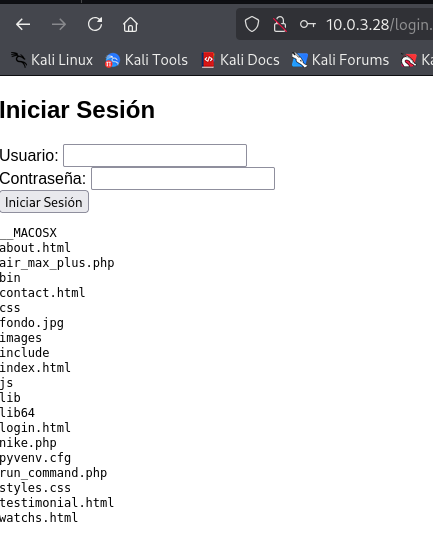 10.0.3.28/login.
Kali Linux Kali Tools Kali Docs Kali Forums Ka
Iniciar Sesión
Usuario:
Contraseña:
Iniciar Sesión
__MACOSX
about.html
air_max_plus.php
bin
contact.html
css
fondo.jpg
images
include
index.html
js
lib
lib64
login.html
nike.php
pyvenv.cfg
run_command.php
styles.css
testimonial.html
watchs.html